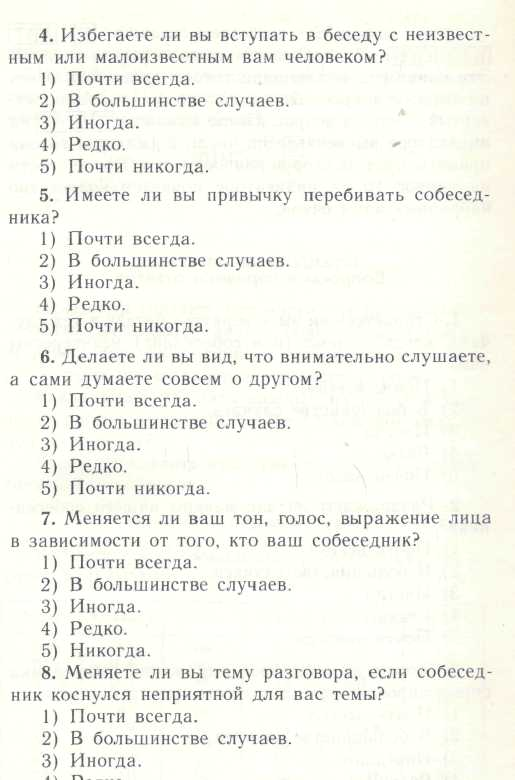 4. Избегаете ли вы вступать в беседу с неизвест-
ным или малоизвестным вам человеком?
1) Почти всегда.
2) В большинстве случаев.
3) Иногда.
4) Редко.
5) Почти никогда.
5. Имеете ли вы привычку перебивать собесед-
ника?
1) Почти всегда.
2) В большинстве случаев.
3) Иногда.
4) Редко.
5) Почти никогда.
6. Делаете ли вы вид, что внимательно слушаете,
а сами думаете совсем о другом?
1) Почти всегда.
2) В большинстве случаев.
3) Иногда.
4) Редко.
5) Почти никогда.
7. Меняется ли ваш тон, голос, выражение лица
в зависимости от того, кто ваш собеседник?
1) Почти всегда.
2) В большинстве случаев.
3) Иногда.
4) Редко.
5) Никогда.
8. Меняете ли вы тему разговора, если собесед-
ник коснулся неприятной для вас темы?
1) Почти всегда.
2) В большинстве случаев.
3) Иногда.